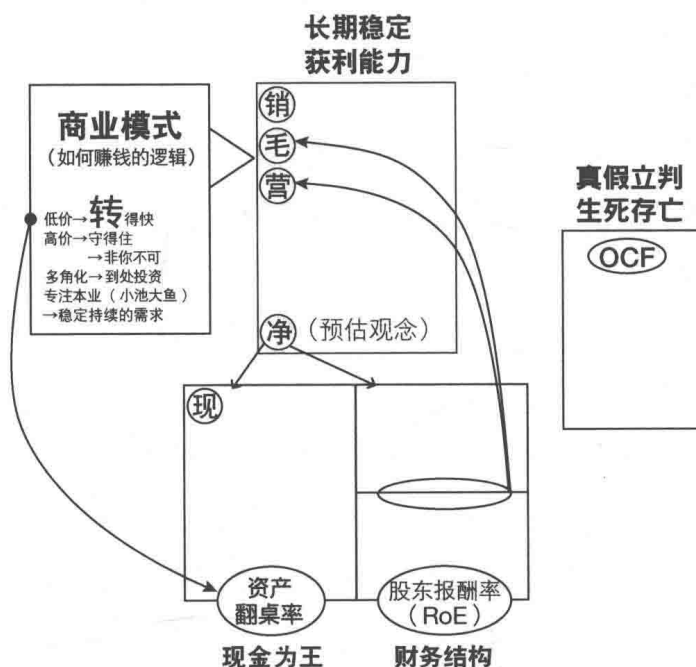 长期稳定
获利能力
商业模式
(如何赚钱的逻辑)
低价→转得快
高价→守得住
→非你不可
多角化→到处投资
专注本业(小池大鱼)
→稳定持续的需求
销
毛
营
净(预估观念)
真假立判
生死存亡
OCF
现
资产
翻桌率
股东报酬率
(RoE)
现金为王
财务结构